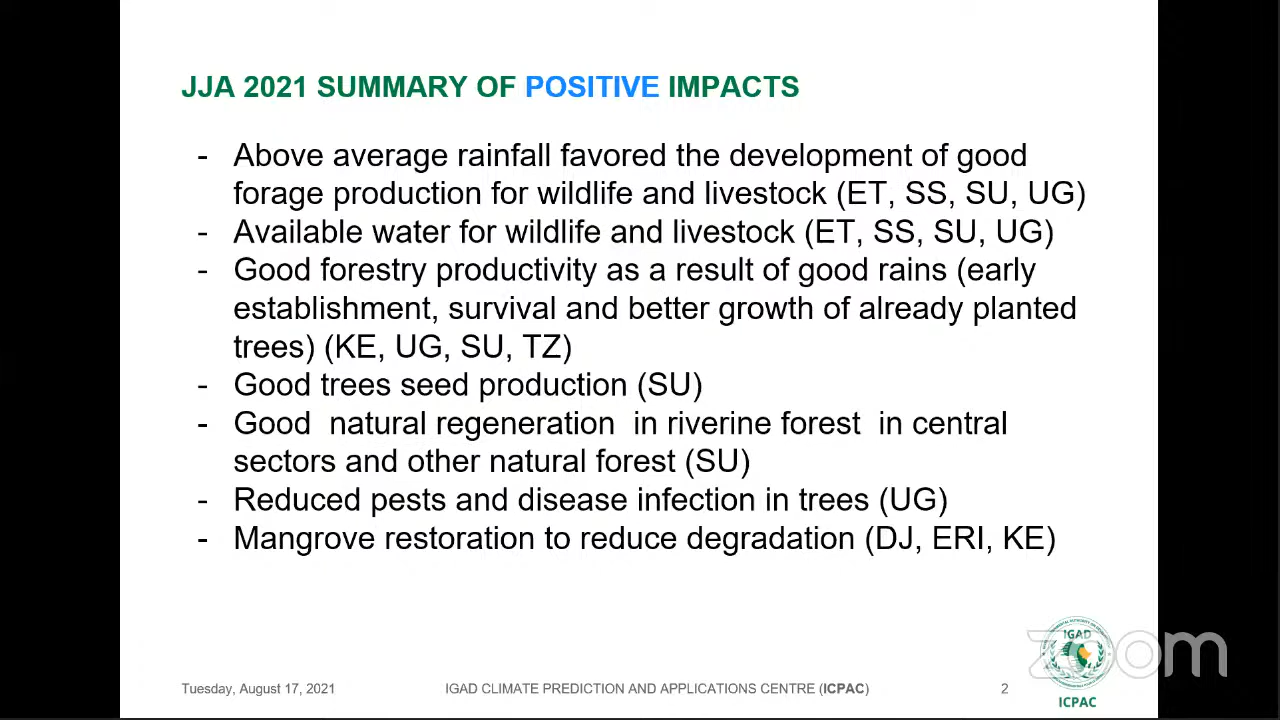 JJA 2021 SUMMARY OF POSITIVE IMPACTS
- Above average rainfall favored the development of good
forage production for wildlife and livestock (ET, SS, SU, UG)
- Available water for wildlife and livestock (ET, SS, SU, UG)
- Good forestry productivity as a result of good rains (early
establishment, survival and better growth of already planted
trees) (KE, UG, SU, TZ)
- Good trees seed production (SU)
- Good natural regeneration in riverine forest in central
sectors and other natural forest (SU)
- Reduced pests and disease infection in trees (UG)
- Mangrove restoration to reduce degradation (DJ, ERI, KE)
Tuesday, August 17, 2021
IGAD CLIMATE PREDICTION AND APPLICATIONS CENTRE (ICPAC)
2
IGAD
zoom
ICPAC